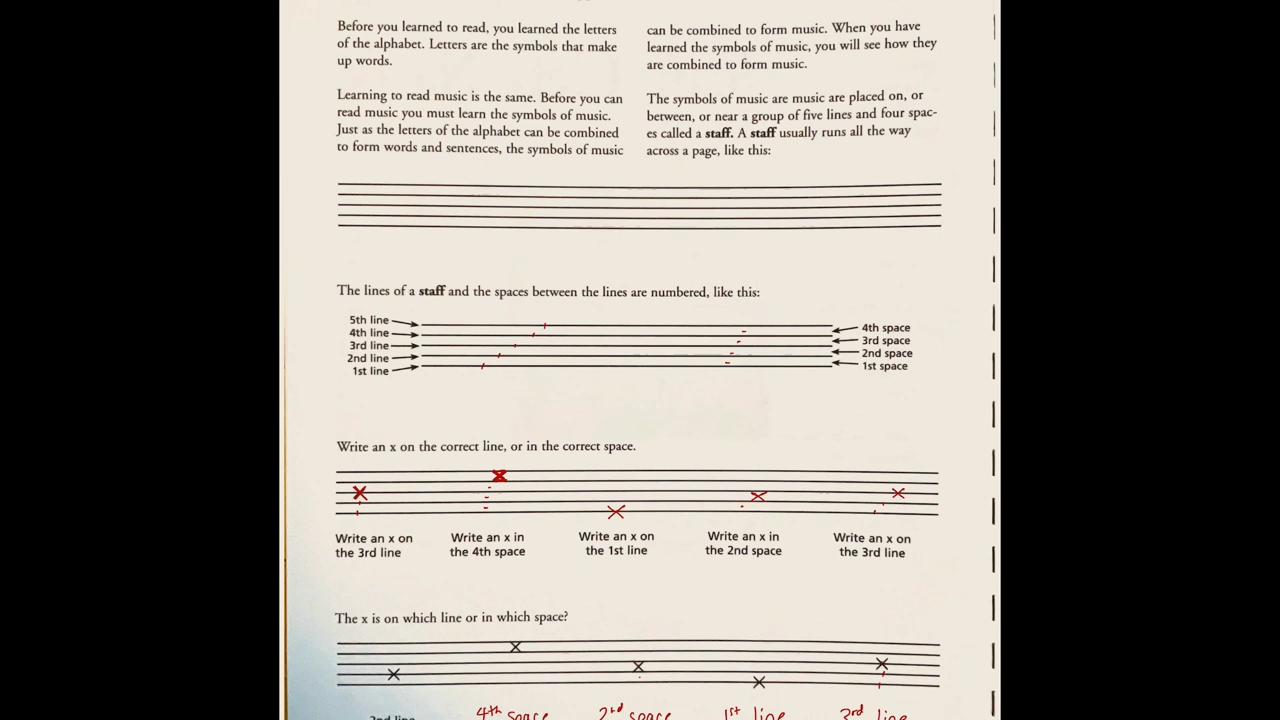 Before you learned to read, you learned the letters
of the alphabet. Letters are the symbols that make
up words.
Learning to read music is the same. Before you can
read music you must learn the symbols of music.
Just as the letters of the alphabet can be combined
to form words and sentences, the symbols of music
can be combined to form music. When you have
learned the symbols of music, you will see how they
are combined to form music.
The symbols of music are music are placed on, or
between, or near a group of five lines and four spac-
es called a staff. A staff usually runs all the way
across a page, like this:
The lines of a staff and the spaces between the lines are numbered, like this:
5th line
4th line
3rd line
2nd line
1st line
4th space
3rd space
2nd space
1st space
Write an x on the correct line, or in the correct space.
Write an x on
the 3rd line
Write an x in
the 4th space
Write an x on
the 1st line
Write an x in
the 2nd space
Write an x on
the 3rd line
The x is on which line or in which space?
2nd line
4th space
2nd space
1st line
3rd line